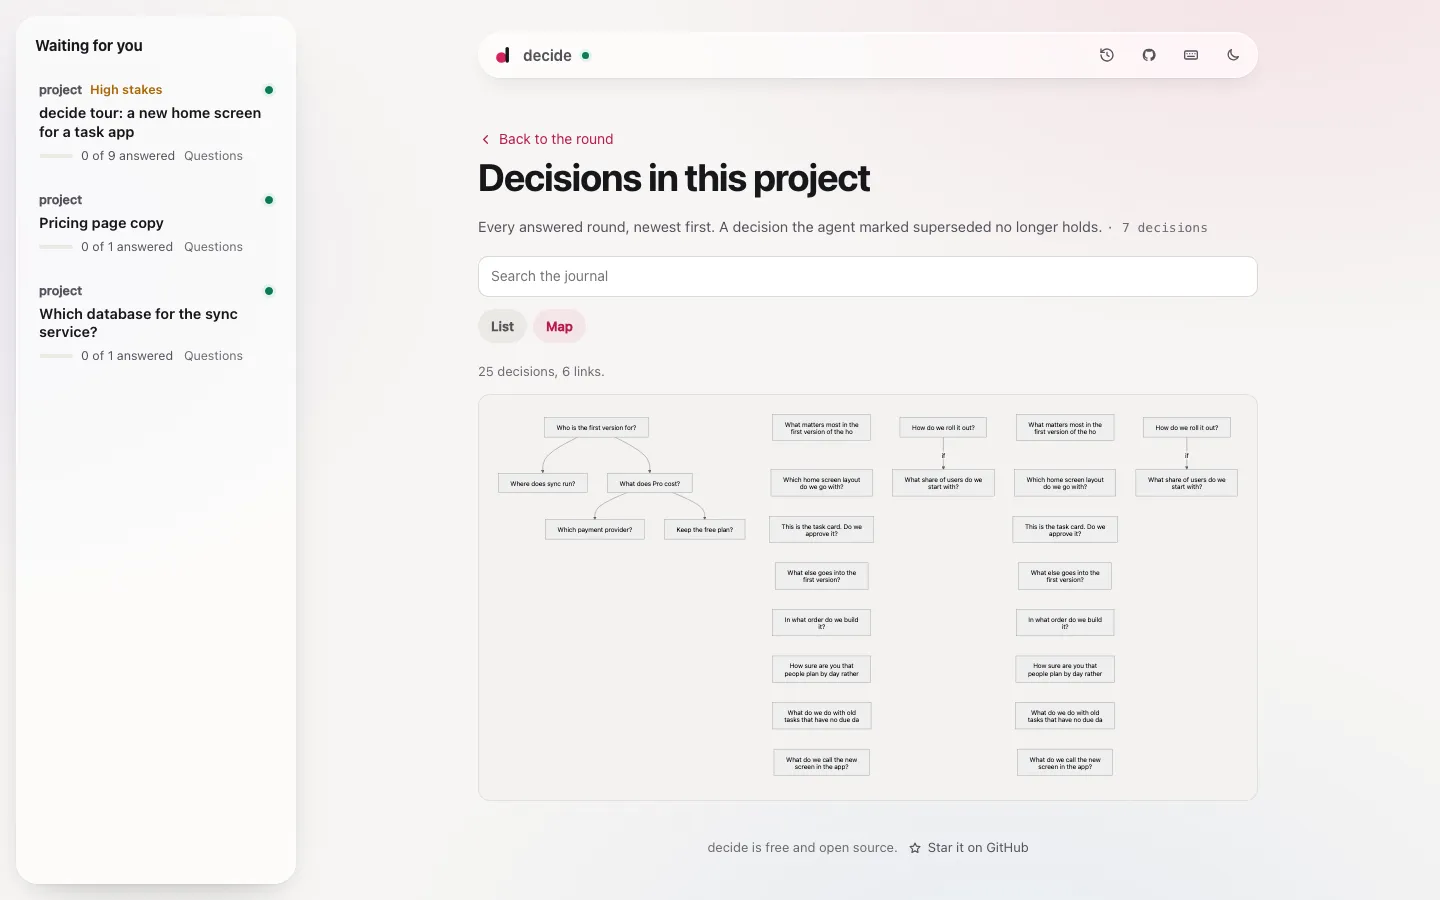 Waiting for you
project High stakes
decide tour: a new home screen
for a task app
0 of 9 answered Questions
project
Pricing page copy
0 of 1 answered Questions
project
Which database for the sync
service?
0 of 1 answered Questions
decide
Back to the round
Decisions in this project
Every answered round, newest first. A decision the agent marked superseded no longer holds. · 7 decisions
Search the journal
List Map
25 decisions, 6 links.
Who is the first version for?
Where does sync run?
What does Pro cost?
Which payment provider?
Keep the free plan?
What matters most in the
first version of the ho
Which home screen layout
do we go with?
This is the task card. Do we
approve it?
What else goes into the
first version?
In what order do we build
it?
How sure are you that
people plan by day rather
What do we do with old
tasks that have no due da
What do we call the new
screen in the app?
How do we roll it out?
if
What share of users do we
start with?
What matters most in the
first version of the ho
Which home screen layout
do we go with?
This is the task card. Do we
approve it?
What else goes into the
first version?
In what order do we build
it?
How sure are you that
people plan by day rather
What do we do with old
tasks that have no due da
What do we call the new
screen in the app?
How do we roll it out?
if
What share of users do we
start with?
decide is free and open source. Star it on GitHub